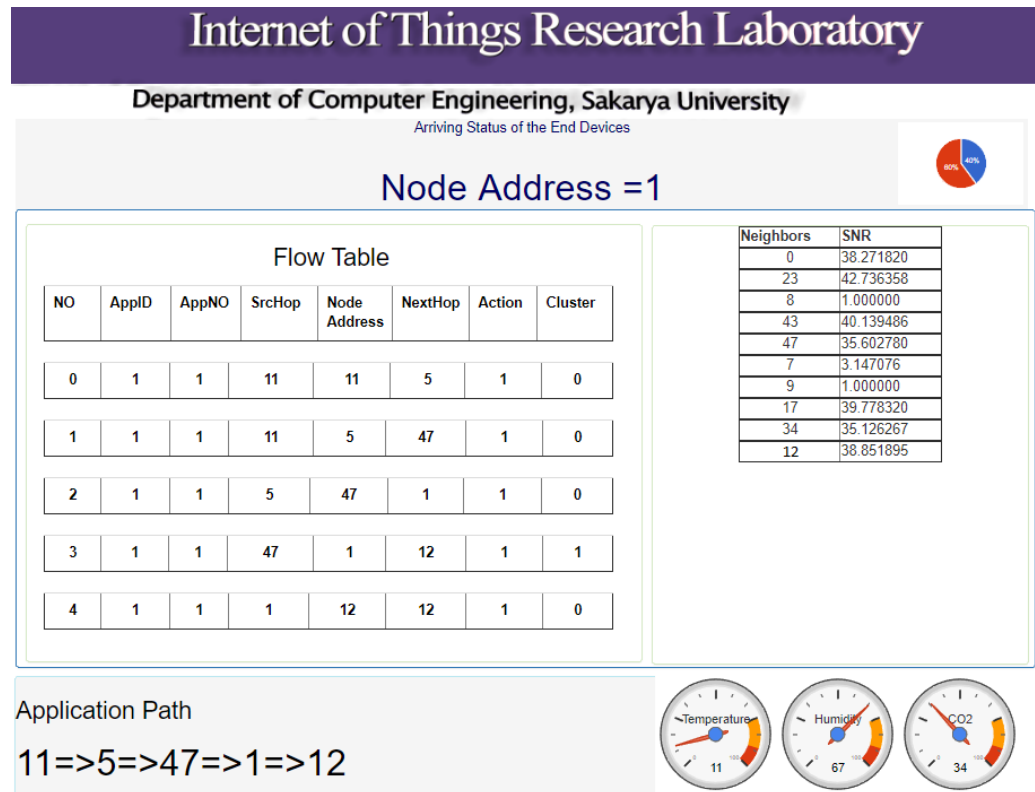 Internet of Things Research Laboratory
Department of Computer Engineering, Sakarya University
Arriving Status of the End Devices
60% 40%
Node Address =1
Flow Table
NO AppID AppNO SrcHop Node Address NextHop Action Cluster
0 1 1 11 11 5 1 0
1 1 1 11 5 47 1 0
2 1 1 5 47 1 1 0
3 1 1 47 1 12 1 1
4 1 1 1 12 12 1 0
Neighbors SNR
0 38.271820
23 42.736358
8 1.000000
43 40.139486
47 35.602780
7 3.147076
9 1.000000
17 39.778320
34 35.126267
12 38.851895
Application Path
11=>5=>47=>1=>12
Temperature
0 100
11
Humidity
0 100
67
CO2
0 100
34